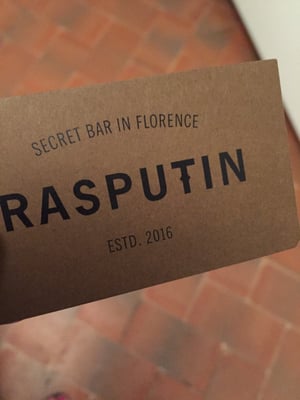 SECRET BAR IN FLORENCE
RASPUTIN
ESTD. 2016